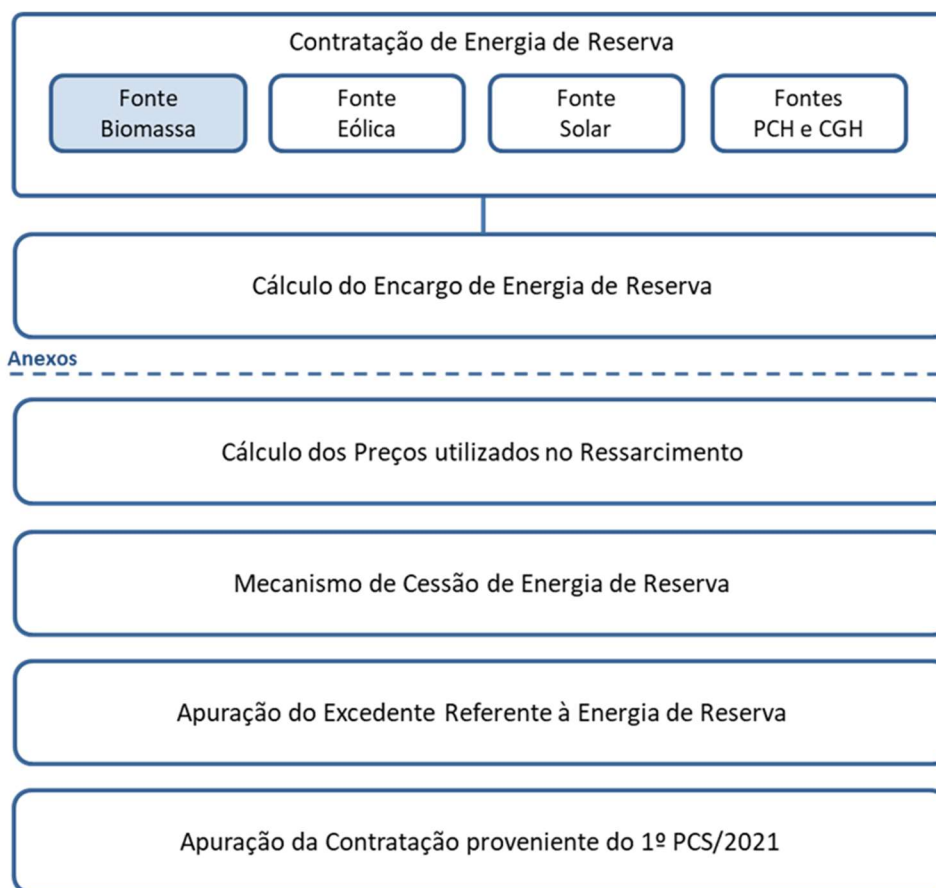 Contratação de Energia de Reserva
Fonte
Biomassa
Fonte
Eólica
Fonte
Solar
Fontes
PCH e CGH
Cálculo do Encargo de Energia de Reserva
Anexos
Cálculo dos Preços utilizados no Ressarcimento
Mecanismo de Cessão de Energia de Reserva
Apuração do Excedente Referente à Energia de Reserva
Apuração da Contratação proveniente do 1º PCS/2021